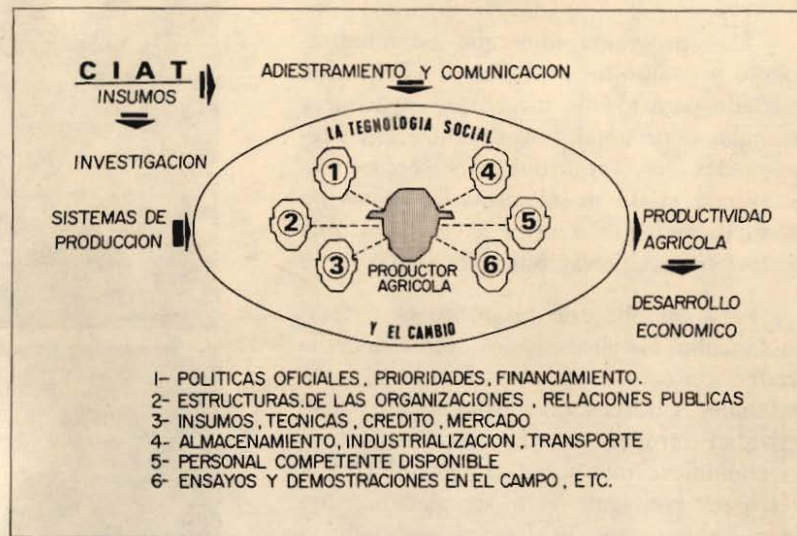 CIAT
INSUMOS
ADIESTRAMIENTO Y COMUNICACION
INVESTIGACION
SISTEMAS DE
PRODUCCION
LA TEGNOLOGIA SOCIAL
1
4
2
5
3
6
PRODUCTOR
AGRICOLA
Y EL CAMBIO
PRODUCTIVIDAD
AGRICOLA
DESARROLLO
ECONOMICO
1- POLITICAS OFICIALES, PRIORIDADES, FINANCIAMIENTO.
2- ESTRUCTURAS.DE LAS ORGANIZACIONES, RELACIONES PUBLICAS
3- INSUMOS, TECNICAS, CREDITO, MERCADO
4- ALMACENAMIENTO, INDUSTRIALIZACION, TRANSPORTE
5- PERSONAL COMPETENTE DISPONIBLE
6- ENSAYOS Y DEMOSTRACIONES EN EL CAMPO, ETC.